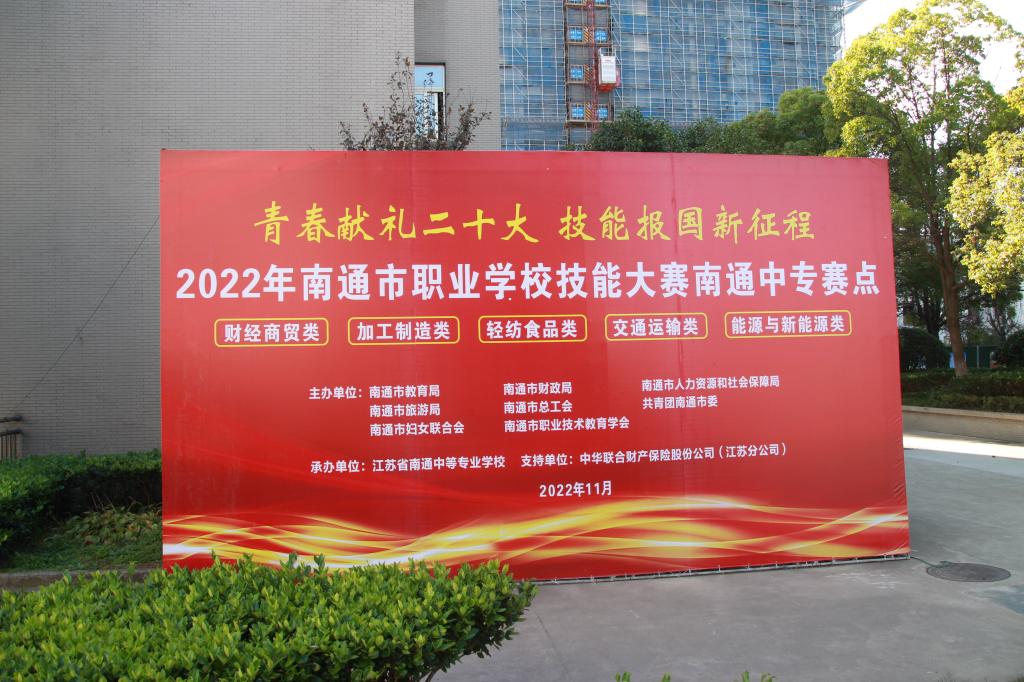 青春献礼二十大 技能报国新征程
2022年南通市职业学校技能大赛南通中专赛点
财经商贸类 加工制造类 轻纺食品类 交通运输类 能源与新能源类
主办单位：南通市教育局 南通市财政局 南通市人力资源和社会保障局
南通市旅游局 南通市总工会 共青团南通市委
南通市妇女联合会 南通市职业技术教育学会
承办单位：江苏省南通中等专业学校 支持单位：中华联合财产保险股份公司（江苏分公司）
2022年11月